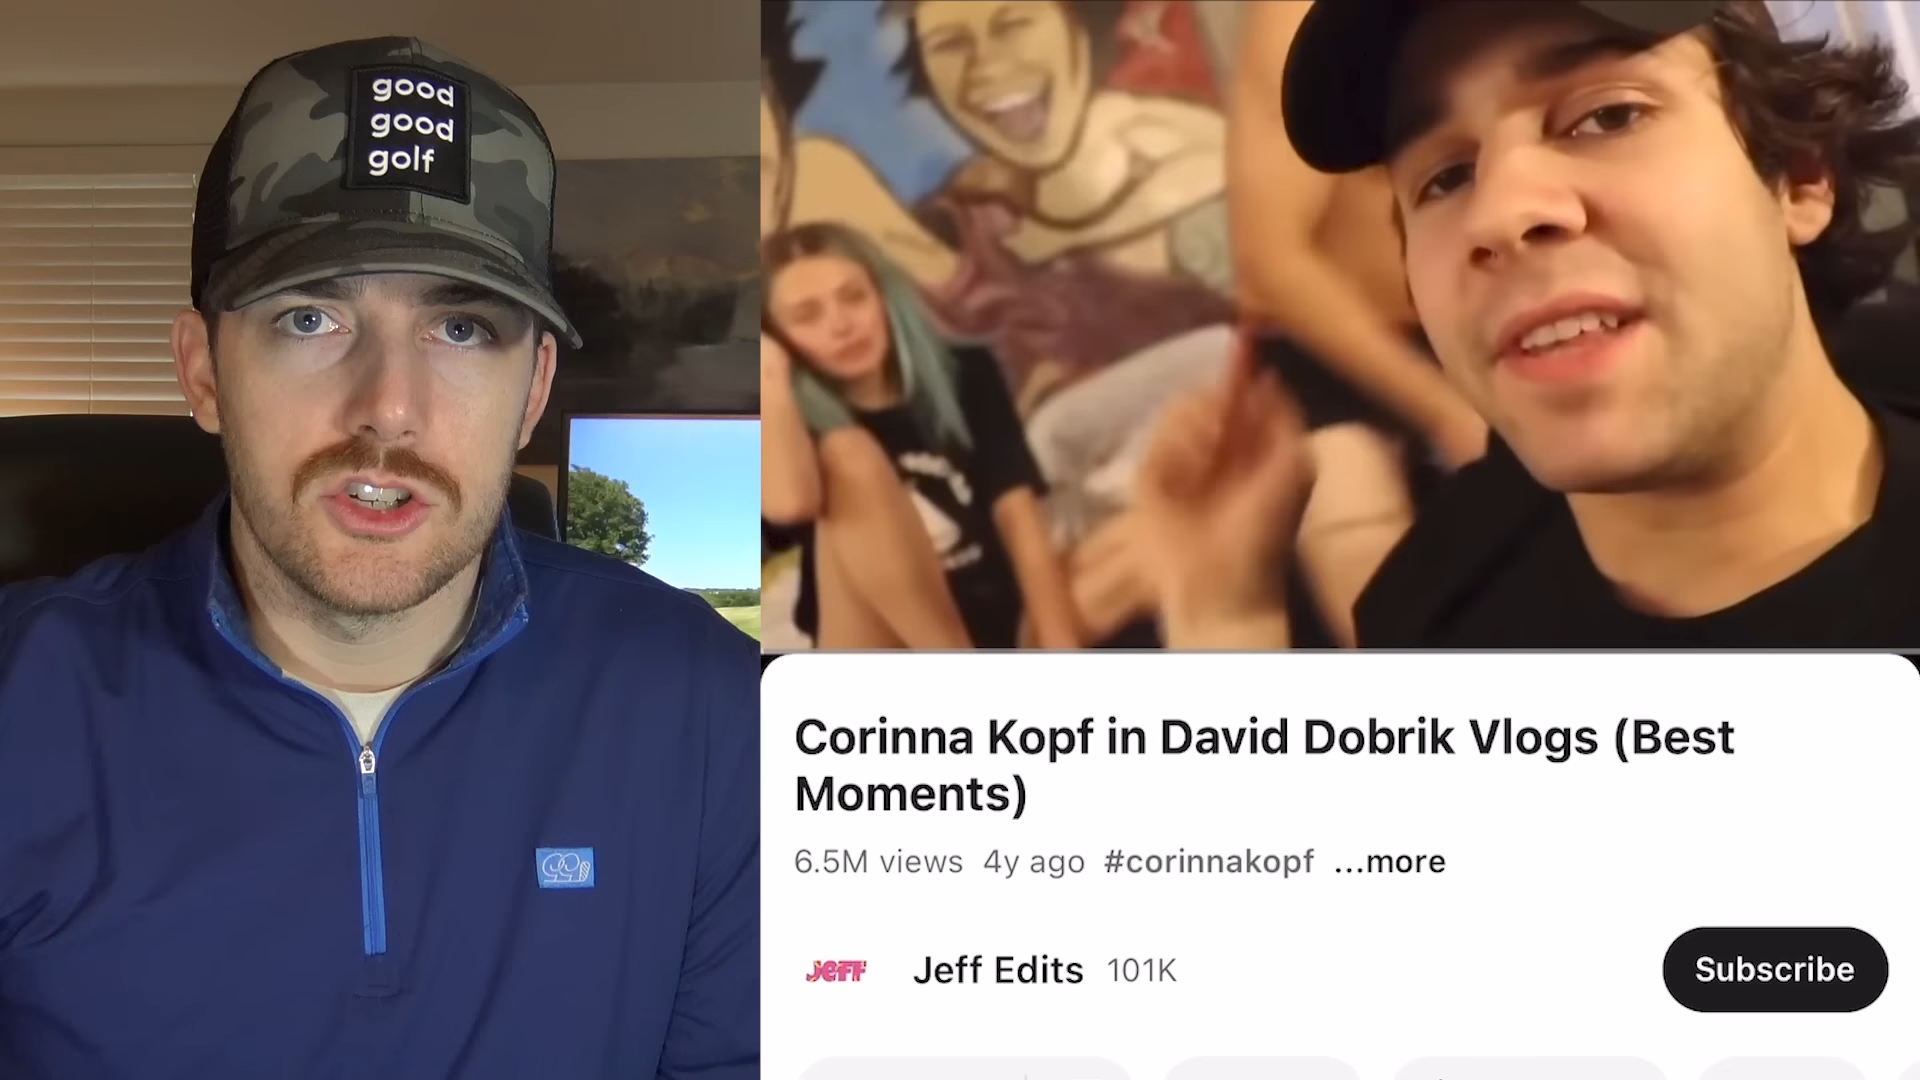 good
good
golf
Corinna Kopf in David Dobrik Vlogs (Best
Moments)
6.5M views 4y ago #corinnakopf ...more
JEFF
Jeff Edits 101K
Subscribe